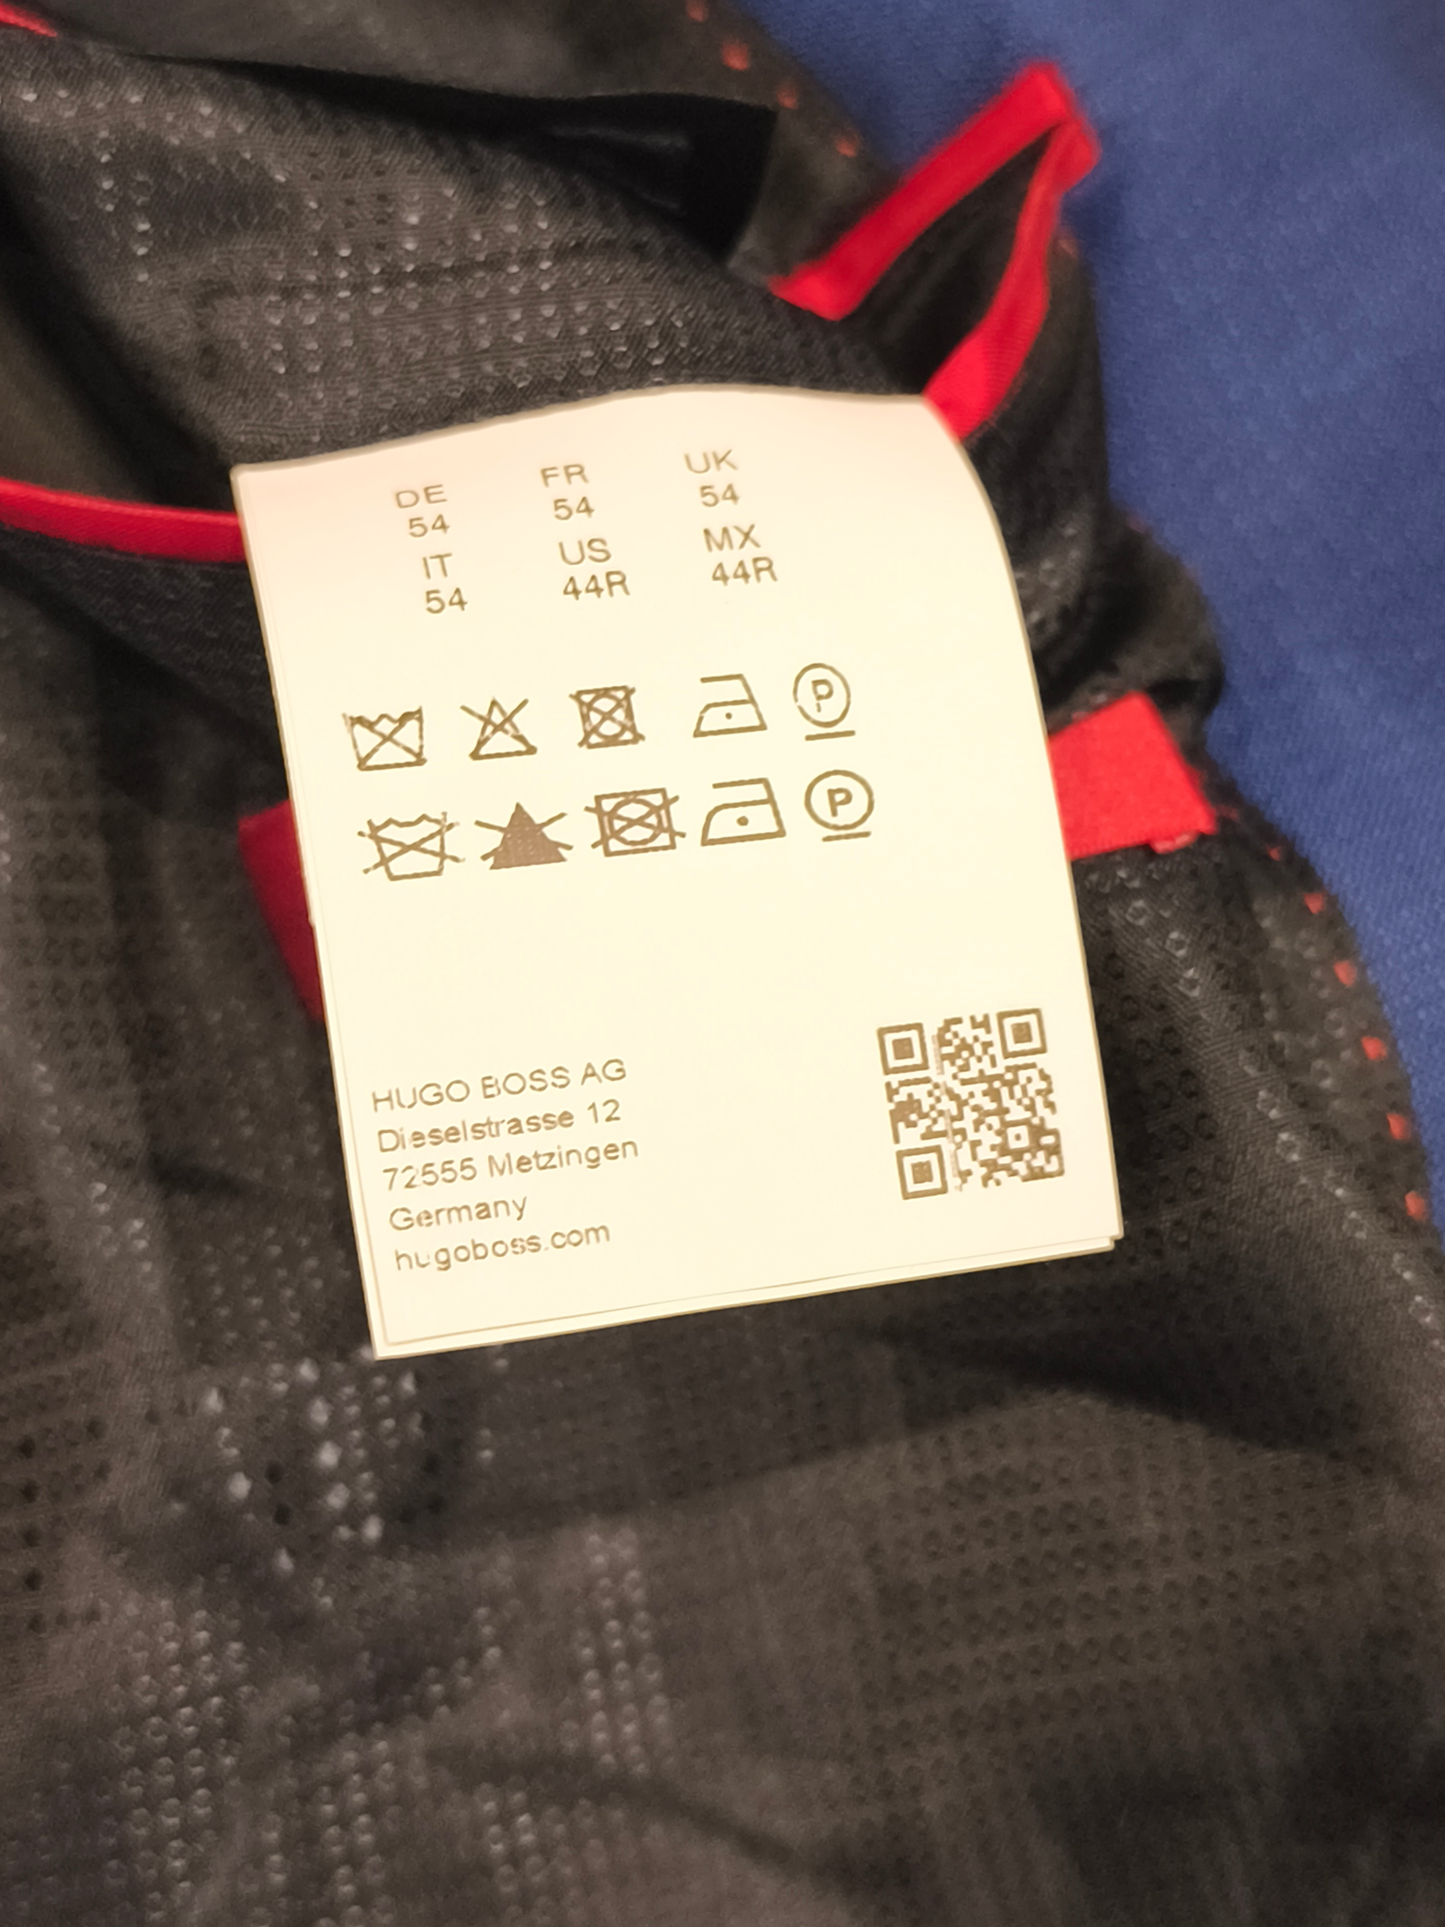 DE FR UK
54 54 54
IT US MX
54 44R 44R
P
P
HUGO BOSS AG
Dieselstrasse 12
72555 Metzingen
Germany
hugoboss.com